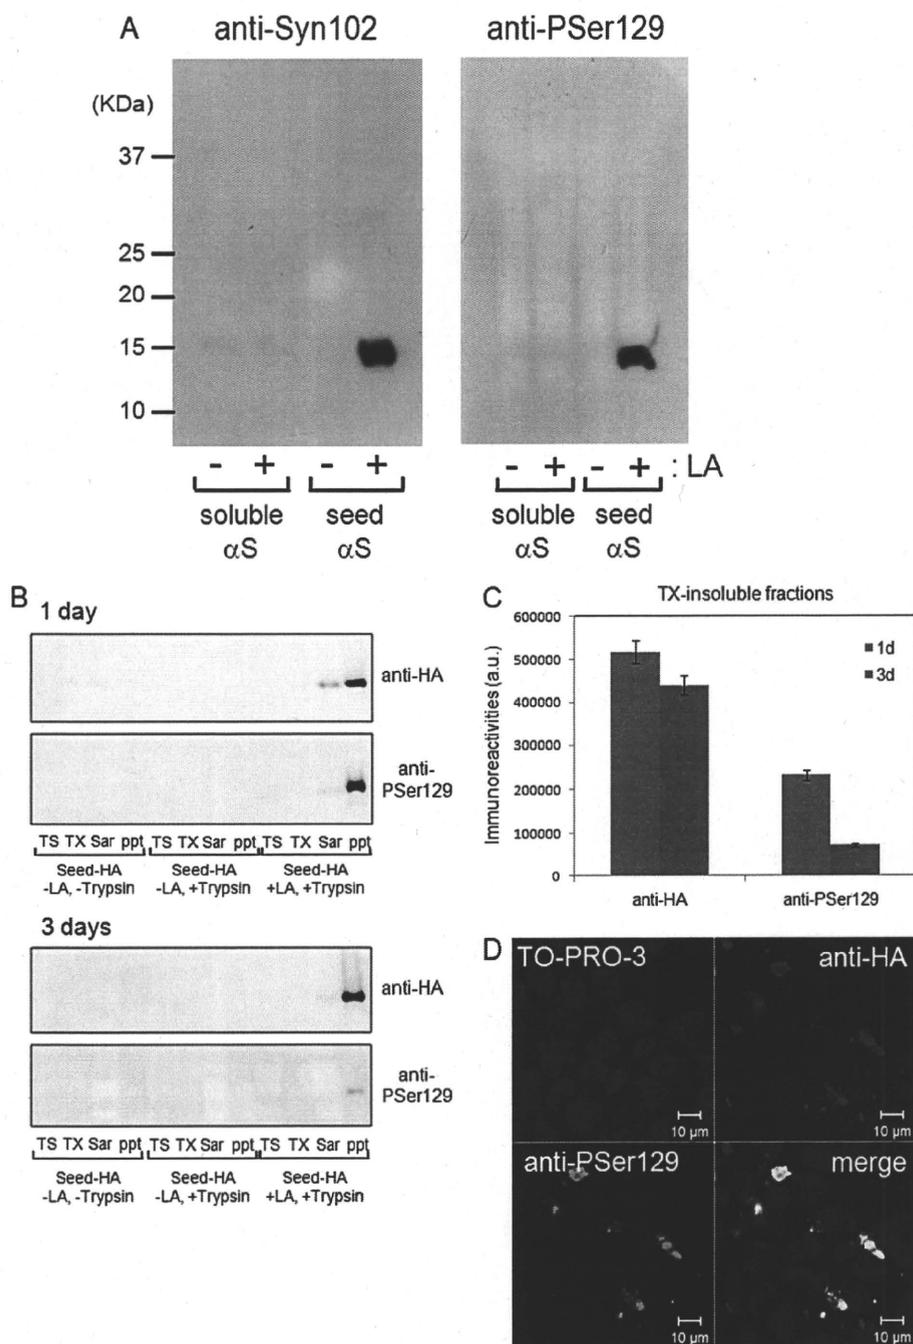 A
anti-Syn102
anti-PSer129
(KDa)
37
25
20
15
10
- + - +
- + - + : LA
soluble αS
seed αS
soluble αS
seed αS
B
1 day
anti-HA
anti-PSer129
TS TX Sar ppt TS TX Sar ppt TS TX Sar ppt
Seed-HA -LA, -Trypsin
Seed-HA -LA, +Trypsin
Seed-HA +LA, +Trypsin
3 days
anti-HA
anti-PSer129
TS TX Sar ppt TS TX Sar ppt TS TX Sar ppt
Seed-HA -LA, -Trypsin
Seed-HA -LA, +Trypsin
Seed-HA +LA, +Trypsin
C
TX-insoluble fractions
Immunoreactivities (a.u.)
600000
500000
400000
300000
200000
100000
0
1d
3d
anti-HA
anti-PSer129
D
TO-PRO-3
10 μm
anti-HA
10 μm
anti-PSer129
10 μm
merge
10 μm